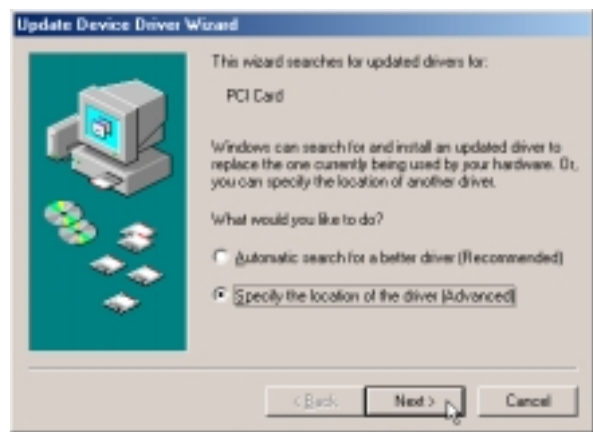 Update Device Driver Wizard
This wizard searches for updated drivers for:
PCI Card
Windows can search for and install an updated driver to
replace the one currently being used by your hardware. Or,
you can specify the location of another driver.
What would you like to do?
Automatic search for a better driver (Recommended)
Specify the location of the driver (Advanced)
< Back
Next >
Cancel